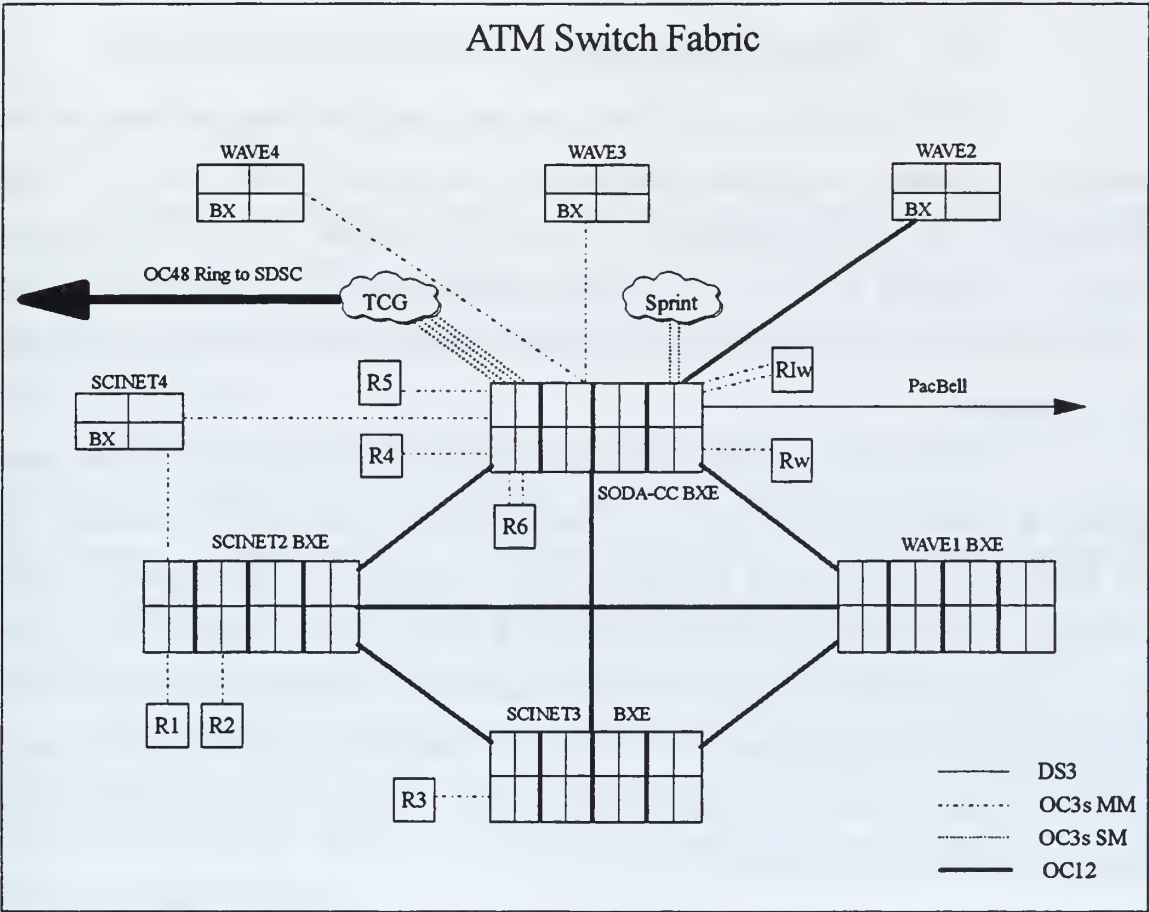 ATM Switch Fabric
WAVE4
WAVE3
WAVE2
BX
BX
BX
OC48 Ring to SDSC
TCG
Sprint
SCINET4
BX
R5
RIw
PacBell
R4
Rw
SODA-CC BXE
R6
SCINET2 BXE
WAVE1 BXE
R1
R2
SCINET3 BXE
R3
DS3
OC3s MM
OC3s SM
OC12